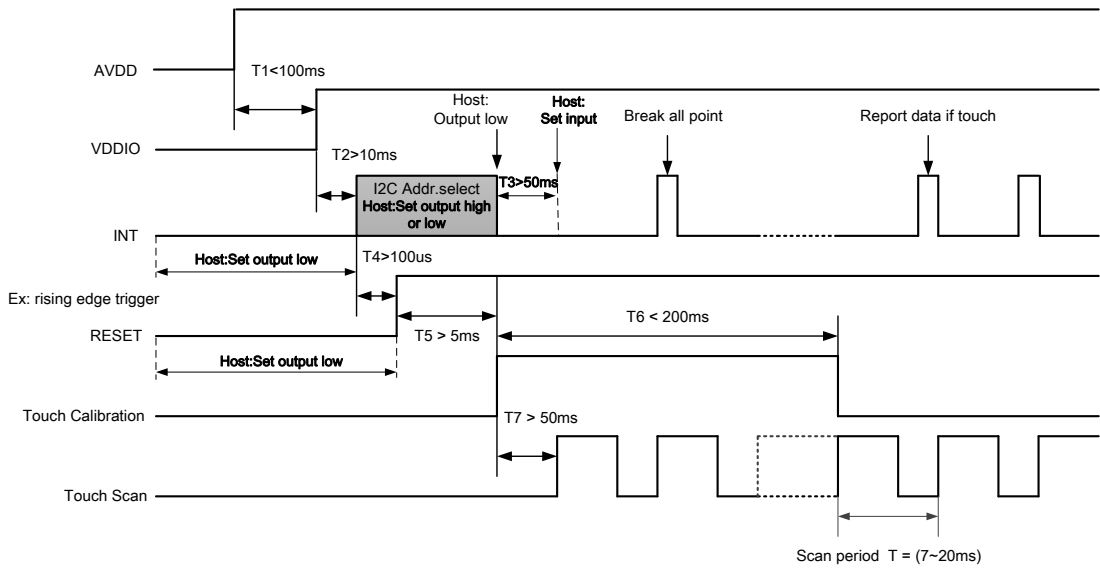 AVDD
T1<100ms
VDDIO
Host:
Output low
Host:
Set input
Break all point
Report data if touch
T2>10ms
I2C Addr.select
Host:Set output high
or low
T3>50ms
INT
Host:Set output low
T4>100us
Ex: rising edge trigger
RESET
T5 > 5ms
T6 < 200ms
Host:Set output low
Touch Calibration
T7 > 50ms
Touch Scan
Scan period T = (7~20ms)